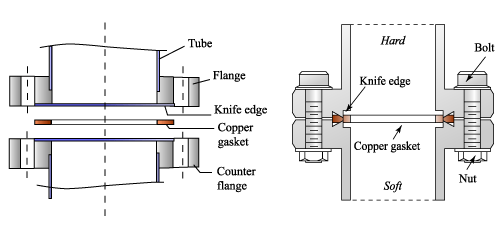 Tube
Flange
Knife edge
Copper
gasket
Counter
flange
Hard
Bolt
Knife edge
Copper gasket
Soft
Nut